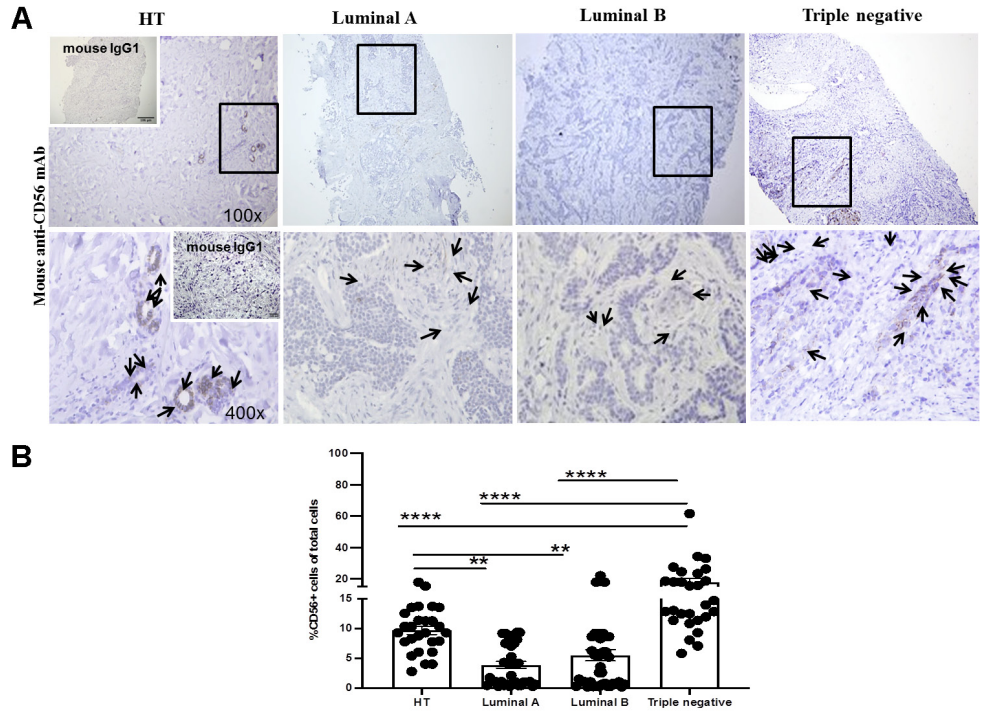 A
HT
Luminal A
Luminal B
Triple negative
Mouse anti-CD56 mAb
mouse IgG1
100x
mouse IgG1
400x
B
%CD56+ cells of total cells
100
80
60
40
20
15
10
5
0
****
****
****
**
**
HT
Luminal A
Luminal B
Triple negative